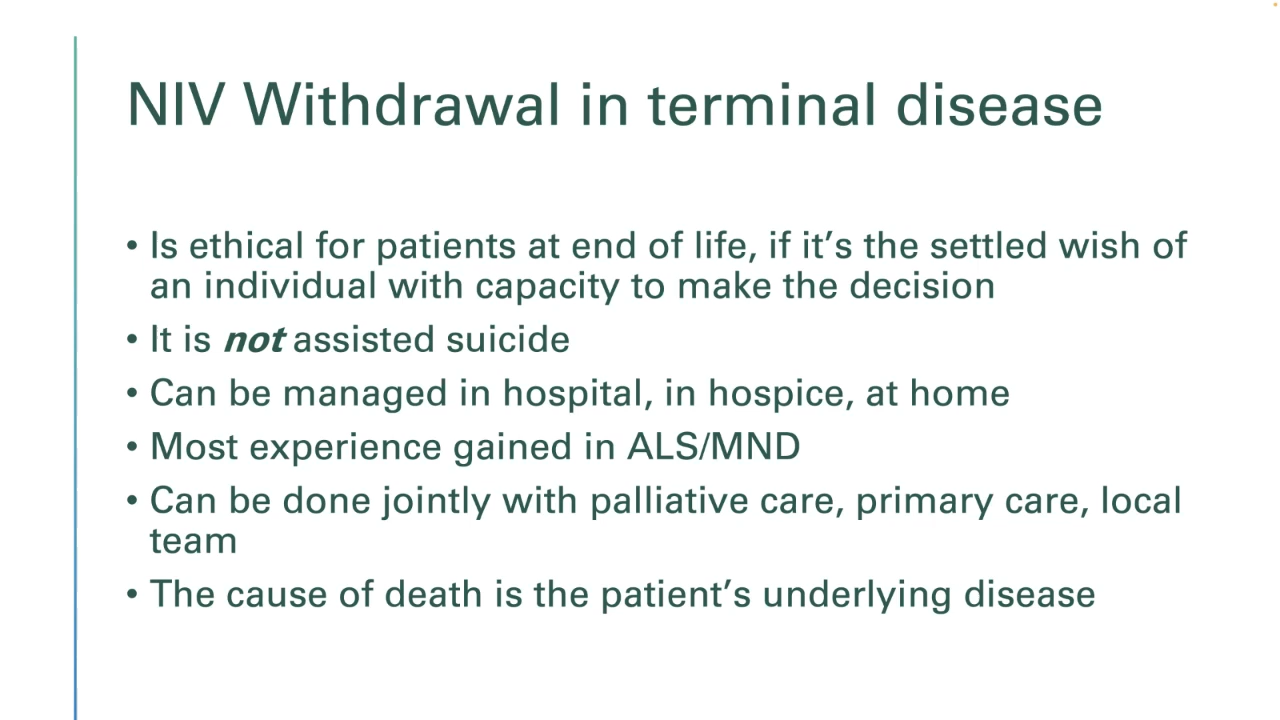 NIV Withdrawal in terminal disease
• Is ethical for patients at end of life, if it’s the settled wish of
an individual with capacity to make the decision
• It is not assisted suicide
• Can be managed in hospital, in hospice, at home
• Most experience gained in ALS/MND
• Can be done jointly with palliative care, primary care, local
team
• The cause of death is the patient’s underlying disease